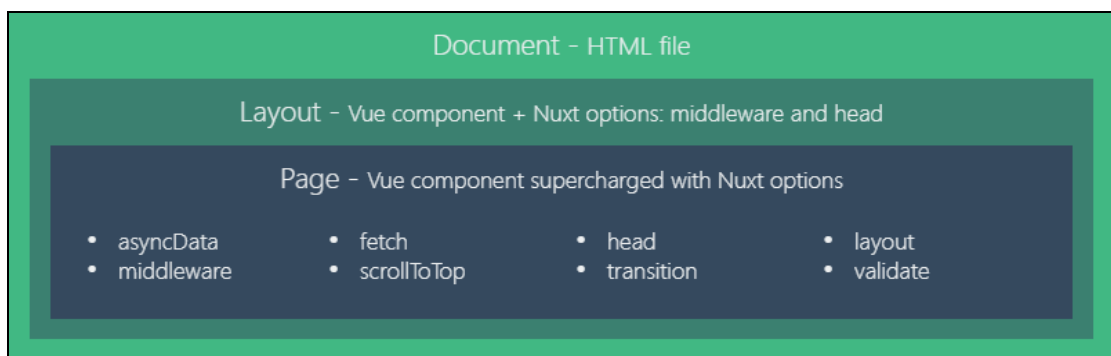 Document - HTML file
Layout - Vue component + Nuxt options: middleware and head
Page - Vue component supercharged with Nuxt options
• asyncData • fetch • head • layout
• middleware • scrollToTop • transition • validate